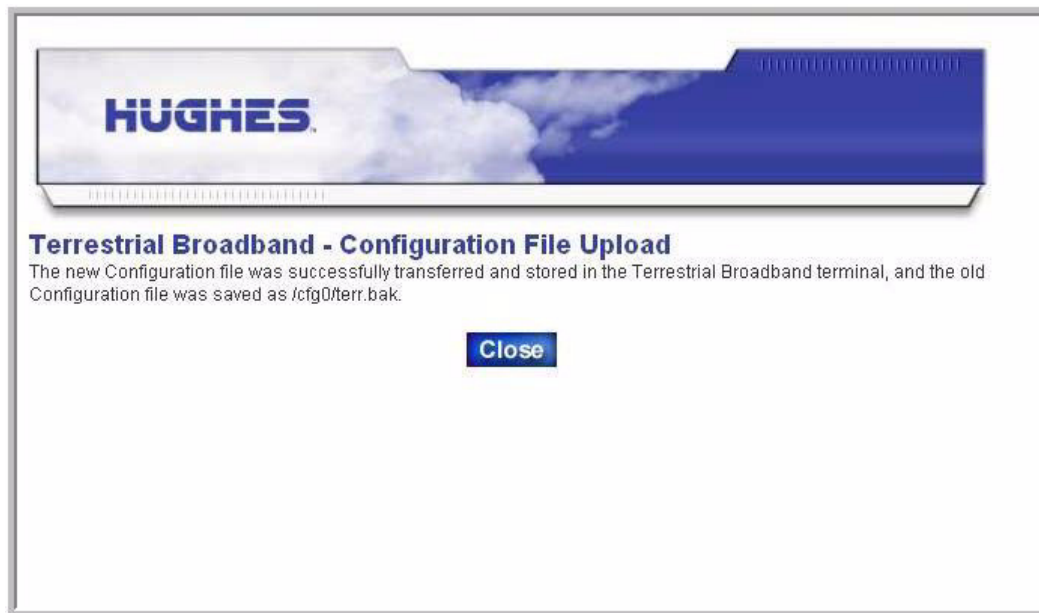 HUGHES
Terrestrial Broadband - Configuration File Upload
The new Configuration file was successfully transferred and stored in the Terrestrial Broadband terminal, and the old
Configuration file was saved as /cfg0/terr.bak.
Close